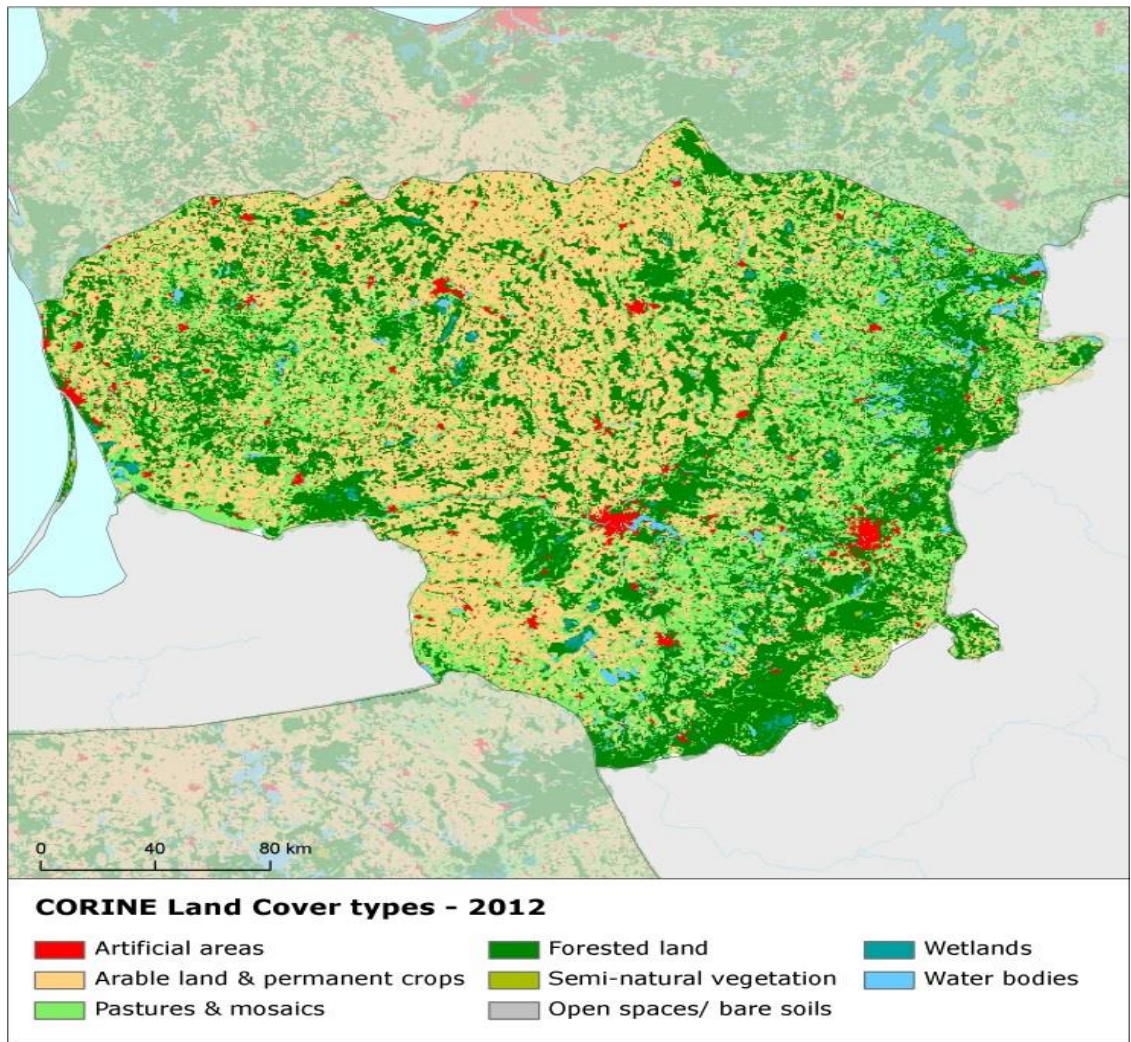 0 40 80 km
CORINE Land Cover types - 2012
Artificial areas
Forested land
Wetlands
Arable land & permanent crops
Semi-natural vegetation
Water bodies
Pastures & mosaics
Open spaces/ bare soils